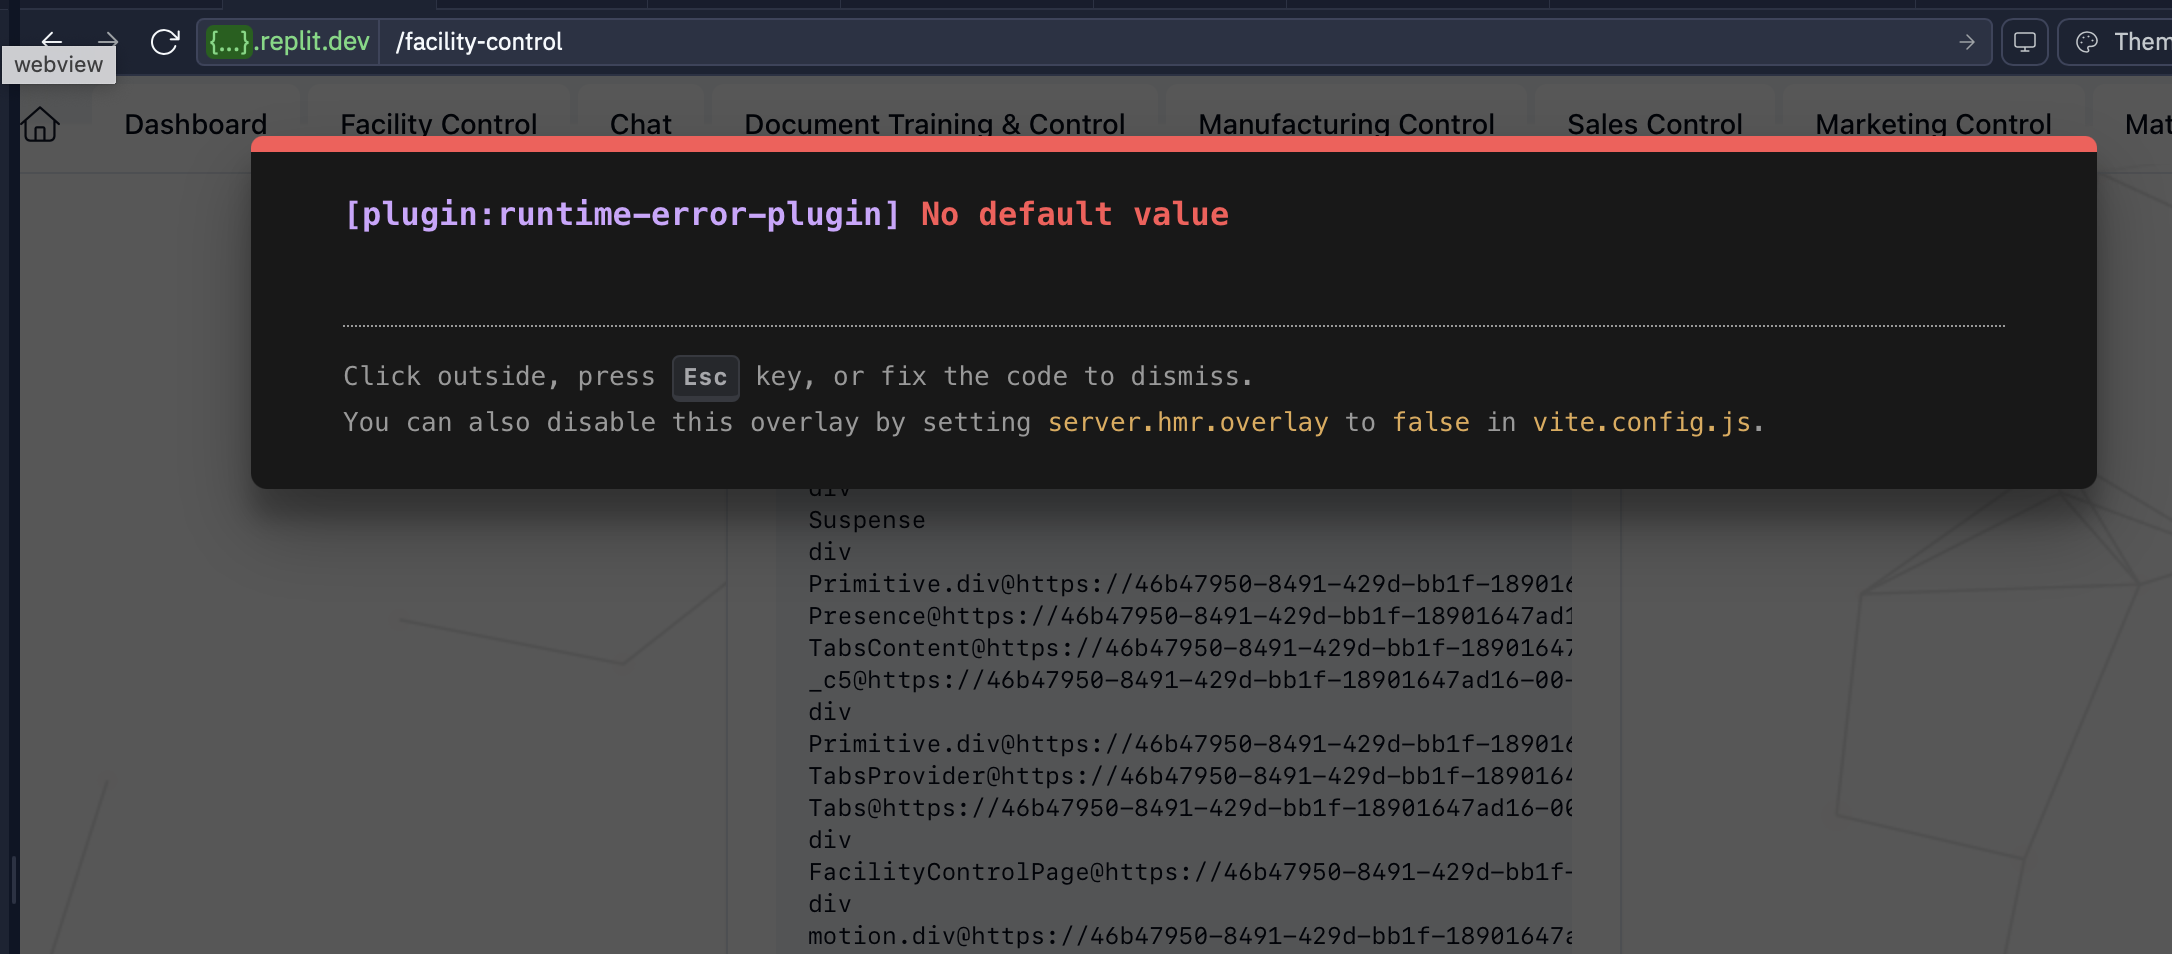 {...}.replit.dev /facility-control
Them
webview
Dashboard Facility Control Chat Document Training & Control Manufacturing Control Sales Control Marketing Control Mat
[plugin:runtime-error-plugin] No default value
Click outside, press Esc key, or fix the code to dismiss.
You can also disable this overlay by setting server.hmr.overlay to false in vite.config.js.
div
Suspense
div
Primitive.div@https://46b47950-8491-429d-bb1f-189016
Presence@https://46b47950-8491-429d-bb1f-18901647ad1
TabsContent@https://46b47950-8491-429d-bb1f-18901647
_c5@https://46b47950-8491-429d-bb1f-18901647ad16-00-
div
Primitive.div@https://46b47950-8491-429d-bb1f-189016
TabsProvider@https://46b47950-8491-429d-bb1f-1890164
Tabs@https://46b47950-8491-429d-bb1f-18901647ad16-00
div
FacilityControlPage@https://46b47950-8491-429d-bb1f-
div
motion.div@https://46b47950-8491-429d-bb1f-18901647a